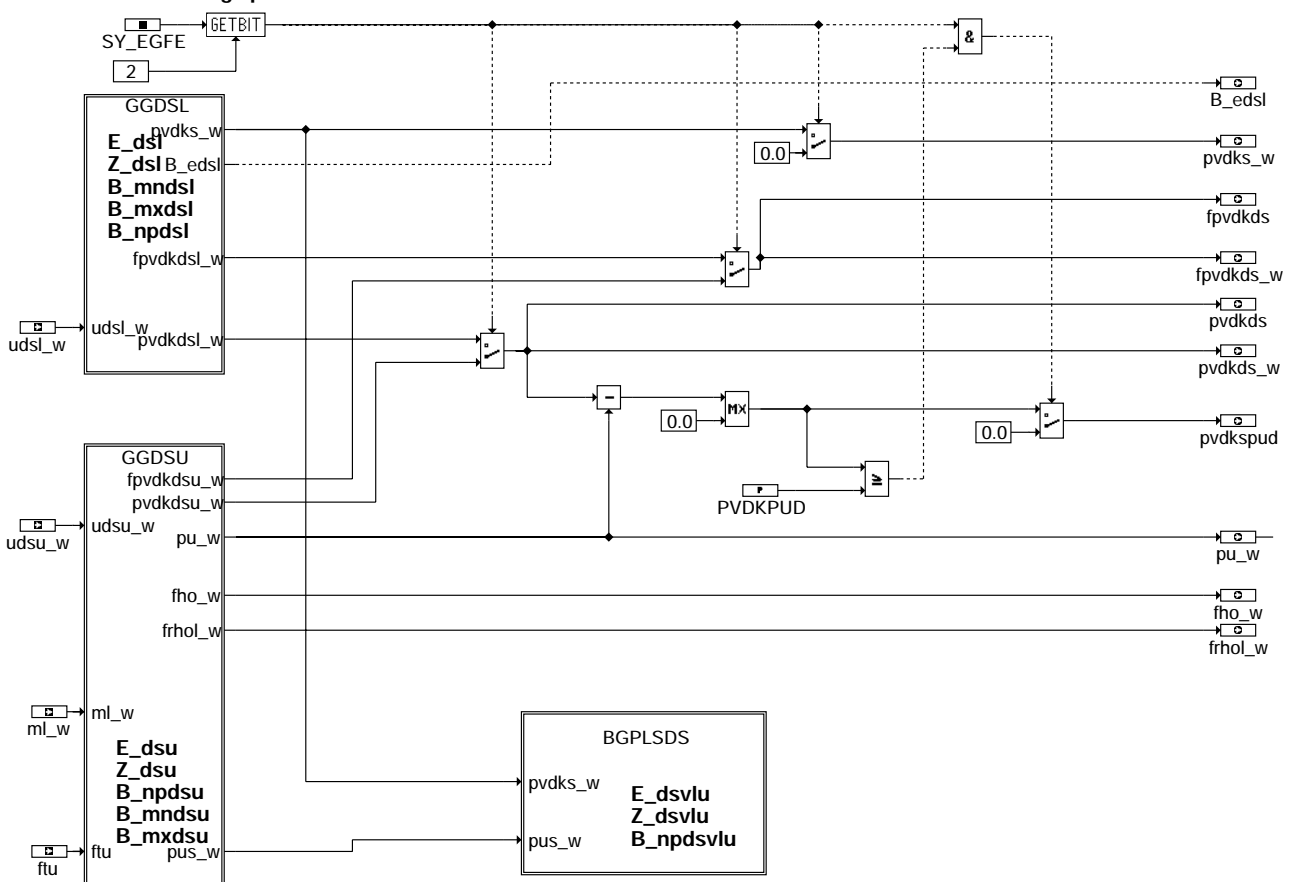 SY_EGFE
GETBIT
2
&
B_edsl
GGDSL
pvdks_w
E_dsl
Z_dsl B_edsl
B_mndsl
B_mxdsl
B_npdsl
0.0
pvdks_w
fpvdkds
fpvdkdsl_w
fpvdkds_w
pvdkds
udsl_w
udsl_w
pvdkdsl_w
pvdkds_w
MX
0.0
0.0
pvdkspud
GGDSU
fpvdkdsu_w
pvdkdsu_w
PVDKPUD
P
udsu_w
udsu_w
pu_w
pu_w
fho_w
fho_w
frhol_w
frhol_w
ml_w
ml_w
E_dsu
Z_dsu
B_npdsu
B_mndsu
B_mxdsu
ftu
ftu
pus_w
BGPLSDS
pvdks_w
E_dsvlu
Z_dsvlu
B_npdsvlu
pus_w